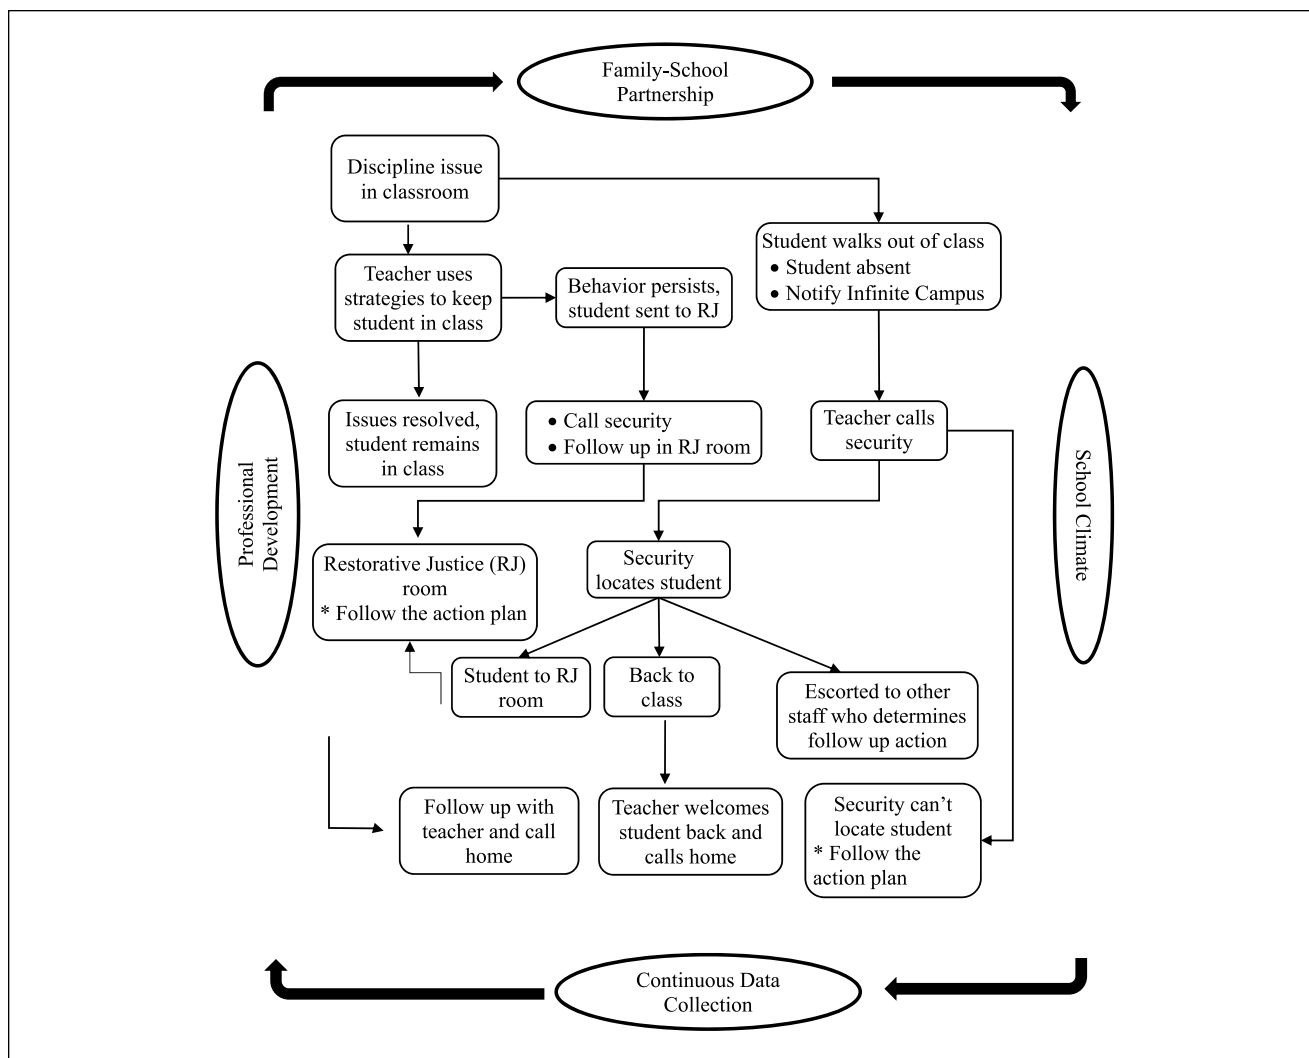 Family-School
Partnership
Discipline issue
in classroom
Student walks out of class
• Student absent
• Notify Infinite Campus
Teacher uses
strategies to keep
student in class
Behavior persists,
student sent to RJ
Issues resolved,
student remains
in class
• Call security
• Follow up in RJ room
Teacher calls
security
Professional
Development
School Climate
Restorative Justice (RJ)
room
* Follow the action plan
Security
locates student
Student to RJ
room
Back to
class
Escorted to other
staff who determines
follow up action
Follow up with
teacher and call
home
Teacher welcomes
student back and
calls home
Security can’t
locate student
* Follow the
action plan
Continuous Data
Collection